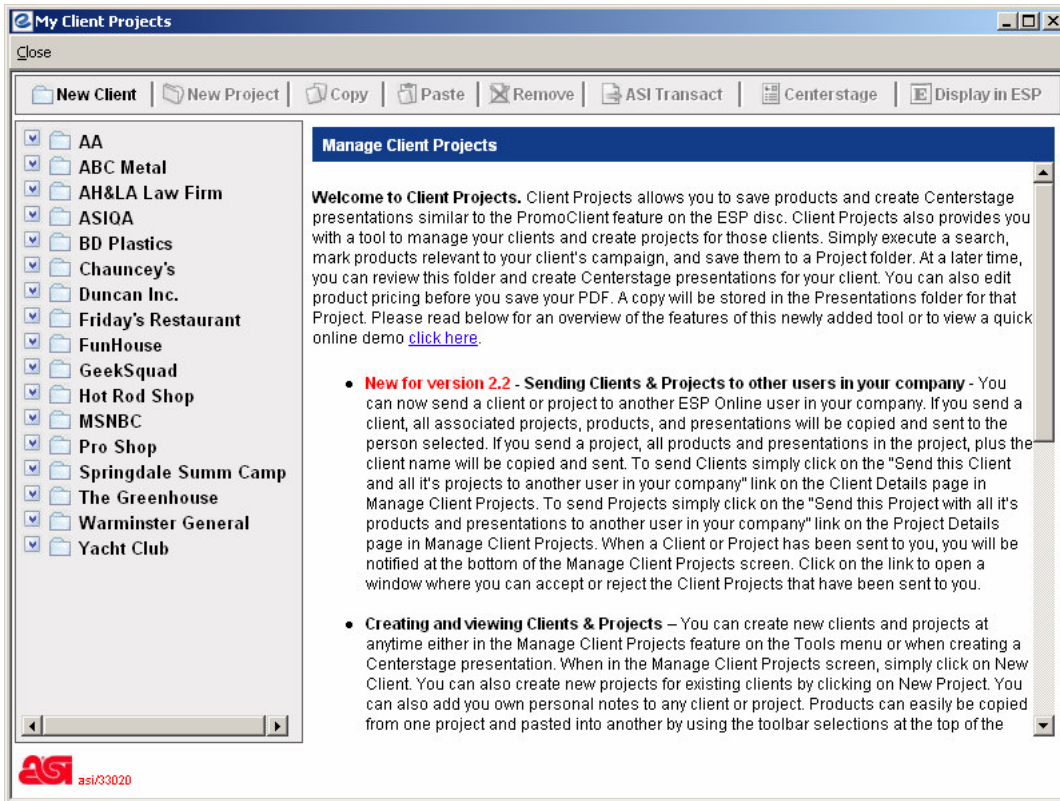 My Client Projects
Close
New Client
New Project
Copy
Paste
Remove
ASI Transact
Centerstage
Display in ESP
AA
ABC Metal
AH&LA Law Firm
ASIQA
BD Plastics
Chauncey's
Duncan Inc.
Friday's Restaurant
FunHouse
GeekSquad
Hot Rod Shop
MSNBC
Pro Shop
Springdale Summ Camp
The Greenhouse
Warminster General
Yacht Club
Manage Client Projects
Welcome to Client Projects. Client Projects allows you to save products and create Centerstage
presentations similar to the PromoClient feature on the ESP disc. Client Projects also provides you
with a tool to manage your clients and create projects for those clients. Simply execute a search,
mark products relevant to your client's campaign, and save them to a Project folder. At a later time,
you can review this folder and create Centerstage presentations for your client. You can also edit
product pricing before you save your PDF. A copy will be stored in the Presentations folder for that
Project. Please read below for an overview of the features of this newly added tool or to view a quick
online demo click here.
• New for version 2.2 - Sending Clients & Projects to other users in your company - You
can now send a client or project to another ESP Online user in your company. If you send a
client, all associated projects, products, and presentations will be copied and sent to the
person selected. If you send a project, all products and presentations in the project, plus the
client name will be copied and sent. To send Clients simply click on the "Send this Client
and all it's projects to another user in your company" link on the Client Details page in
Manage Client Projects. To send Projects simply click on the "Send this Project with all it's
products and presentations to another user in your company" link on the Project Details
page in Manage Client Projects. When a Client or Project has been sent to you, you will be
notified at the bottom of the Manage Client Projects screen. Click on the link to open a
window where you can accept or reject the Client Projects that have been sent to you.
• Creating and viewing Clients & Projects – You can create new clients and projects at
anytime either in the Manage Client Projects feature on the Tools menu or when creating a
Centerstage presentation. When in the Manage Client Projects screen, simply click on New
Client. You can also create new projects for existing clients by clicking on New Project. You
can also add you own personal notes to any client or project. Products can easily be copied
from one project and pasted into another by using the toolbar selections at the top of the
asi asi/33020